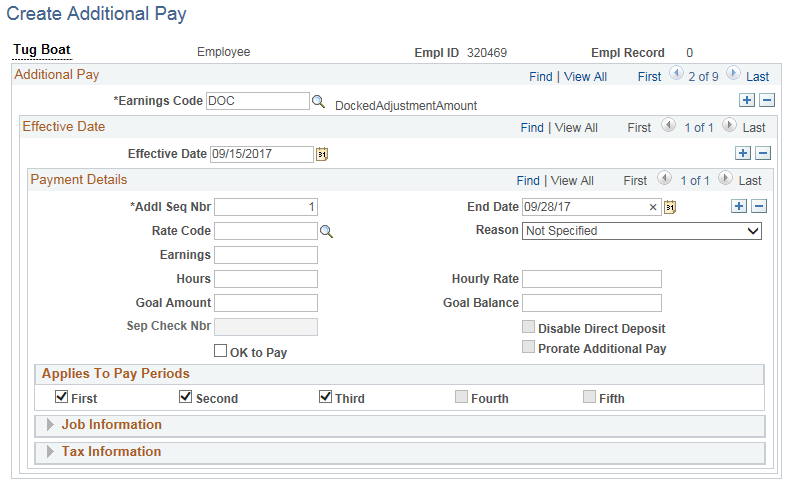 Create Additional Pay
Tug Boat Employee Empl ID 320469 Empl Record 0
Additional Pay Find | View All First 2 of 9 Last
*Earnings Code DOC DockedAdjustmentAmount
Effective Date Find | View All First 1 of 1 Last
Effective Date 09/15/2017 31
Payment Details Find | View All First 1 of 1 Last
*Addl Seq Nbr 1 End Date 09/28/17 × 31
Rate Code Reason Not Specified
Earnings
Hours Hourly Rate
Goal Amount Goal Balance
Sep Check Nbr Disable Direct Deposit
OK to Pay Prorate Additional Pay
Applies To Pay Periods
First Second Third Fourth Fifth
Job Information
Tax Information